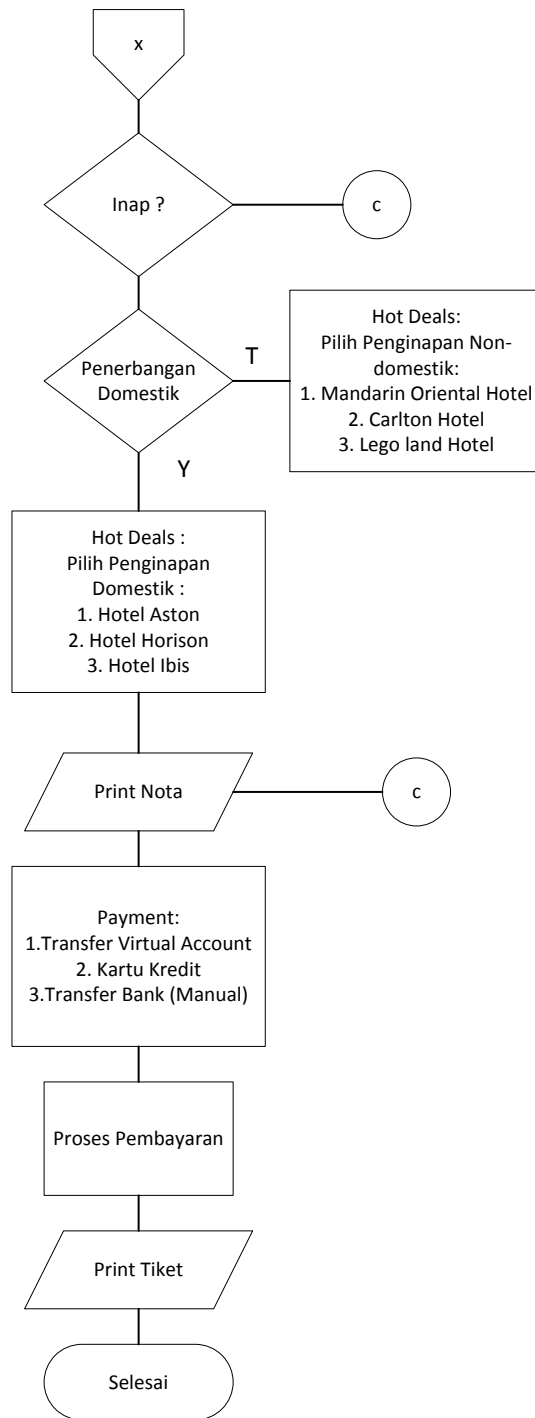 x
Inap ?
c
Penerbangan
Domestik
T
Hot Deals:
Pilih Penginapan Non-
domestik:
1. Mandarin Oriental Hotel
2. Carlton Hotel
3. Lego land Hotel
Y
Hot Deals :
Pilih Penginapan
Domestik :
1. Hotel Aston
2. Hotel Horison
3. Hotel Ibis
Print Nota
c
Payment:
1.Transfer Virtual Account
2. Kartu Kredit
3.Transfer Bank (Manual)
Proses Pembayaran
Print Tiket
Selesai